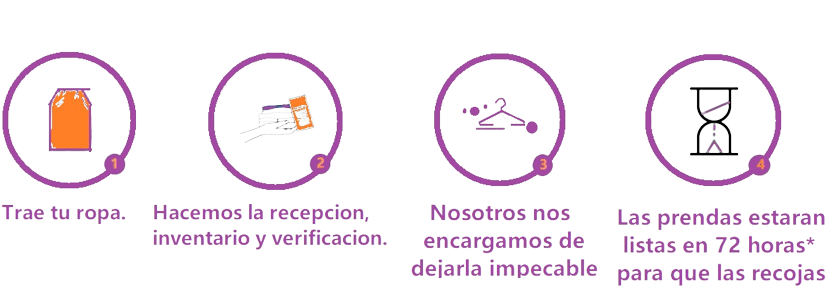 1
Trae tu ropa.
2
Hacemos la recepcion,
inventario y verificacion.
3
Nosotros nos
encargamos de
dejarla impecable
4
Las prendas estaran
listas en 72 horas*
para que las recojas